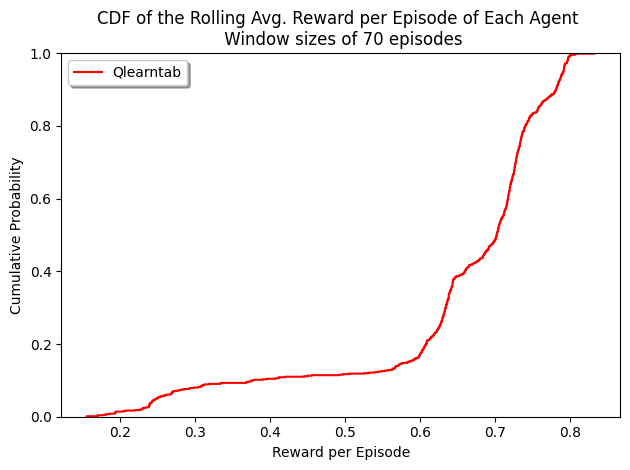 CDF of the Rolling Avg. Reward per Episode of Each Agent
Window sizes of 70 episodes
Qlearntab
1.0
0.8
0.6
0.4
0.2
0.0
Cumulative Probability
0.2 0.3 0.4 0.5 0.6 0.7 0.8
Reward per Episode